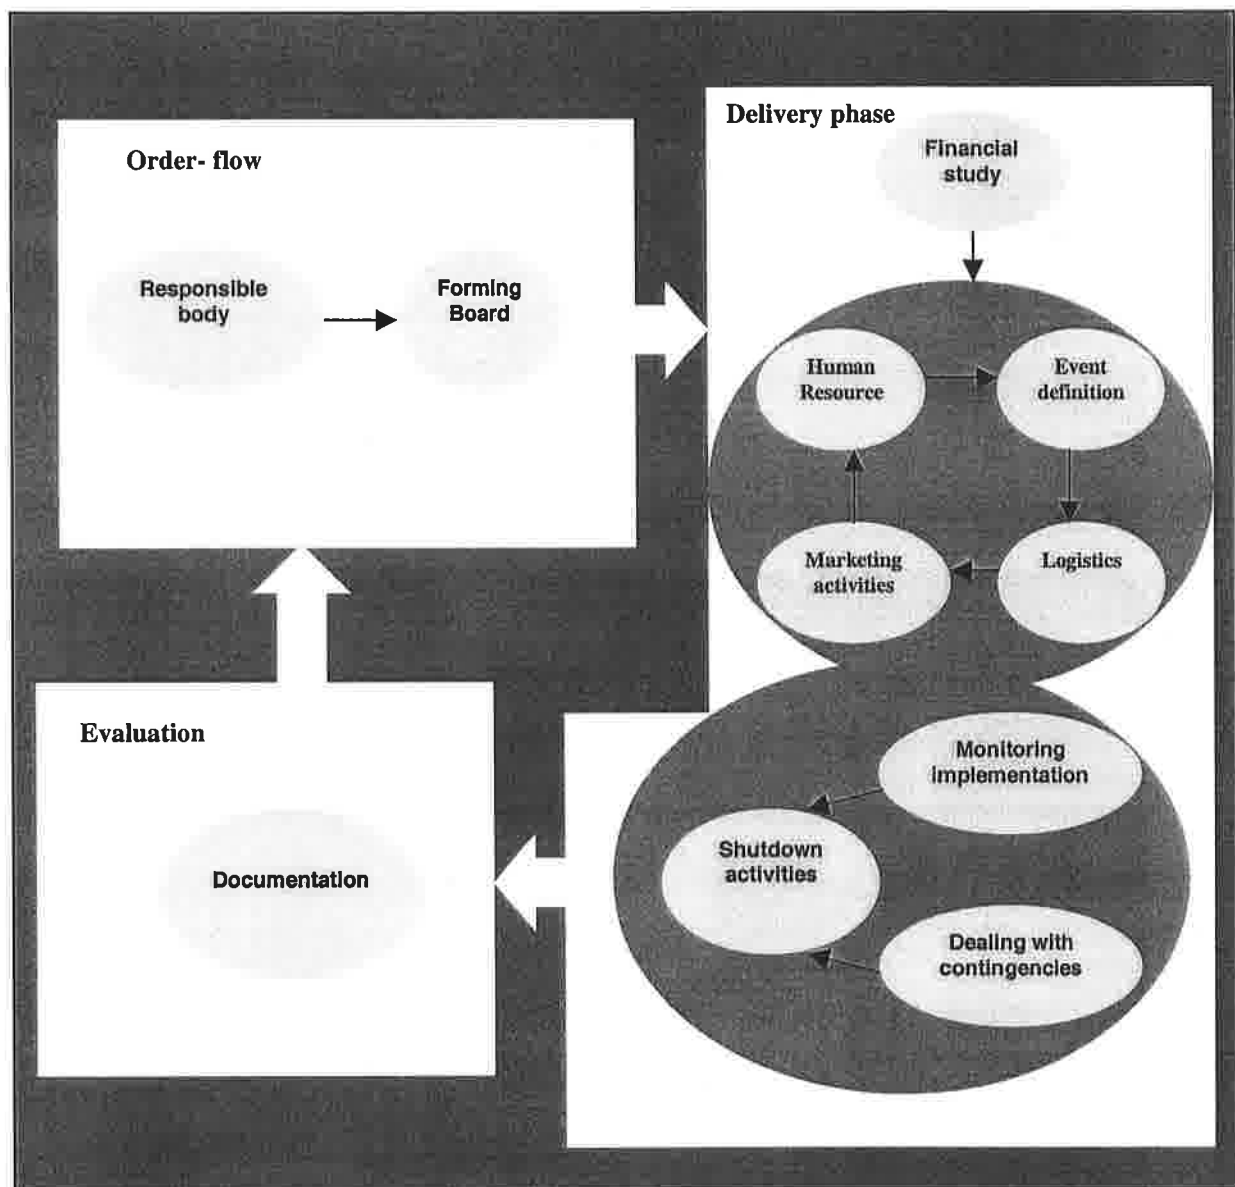 Order- flow
Responsible
body
Forming
Board
Delivery phase
Financial
study
Human
Resource
Event
definition
Marketing
activities
Logistics
Monitoring
implementation
Shutdown
activities
Dealing with
contingencies
Evaluation
Documentation